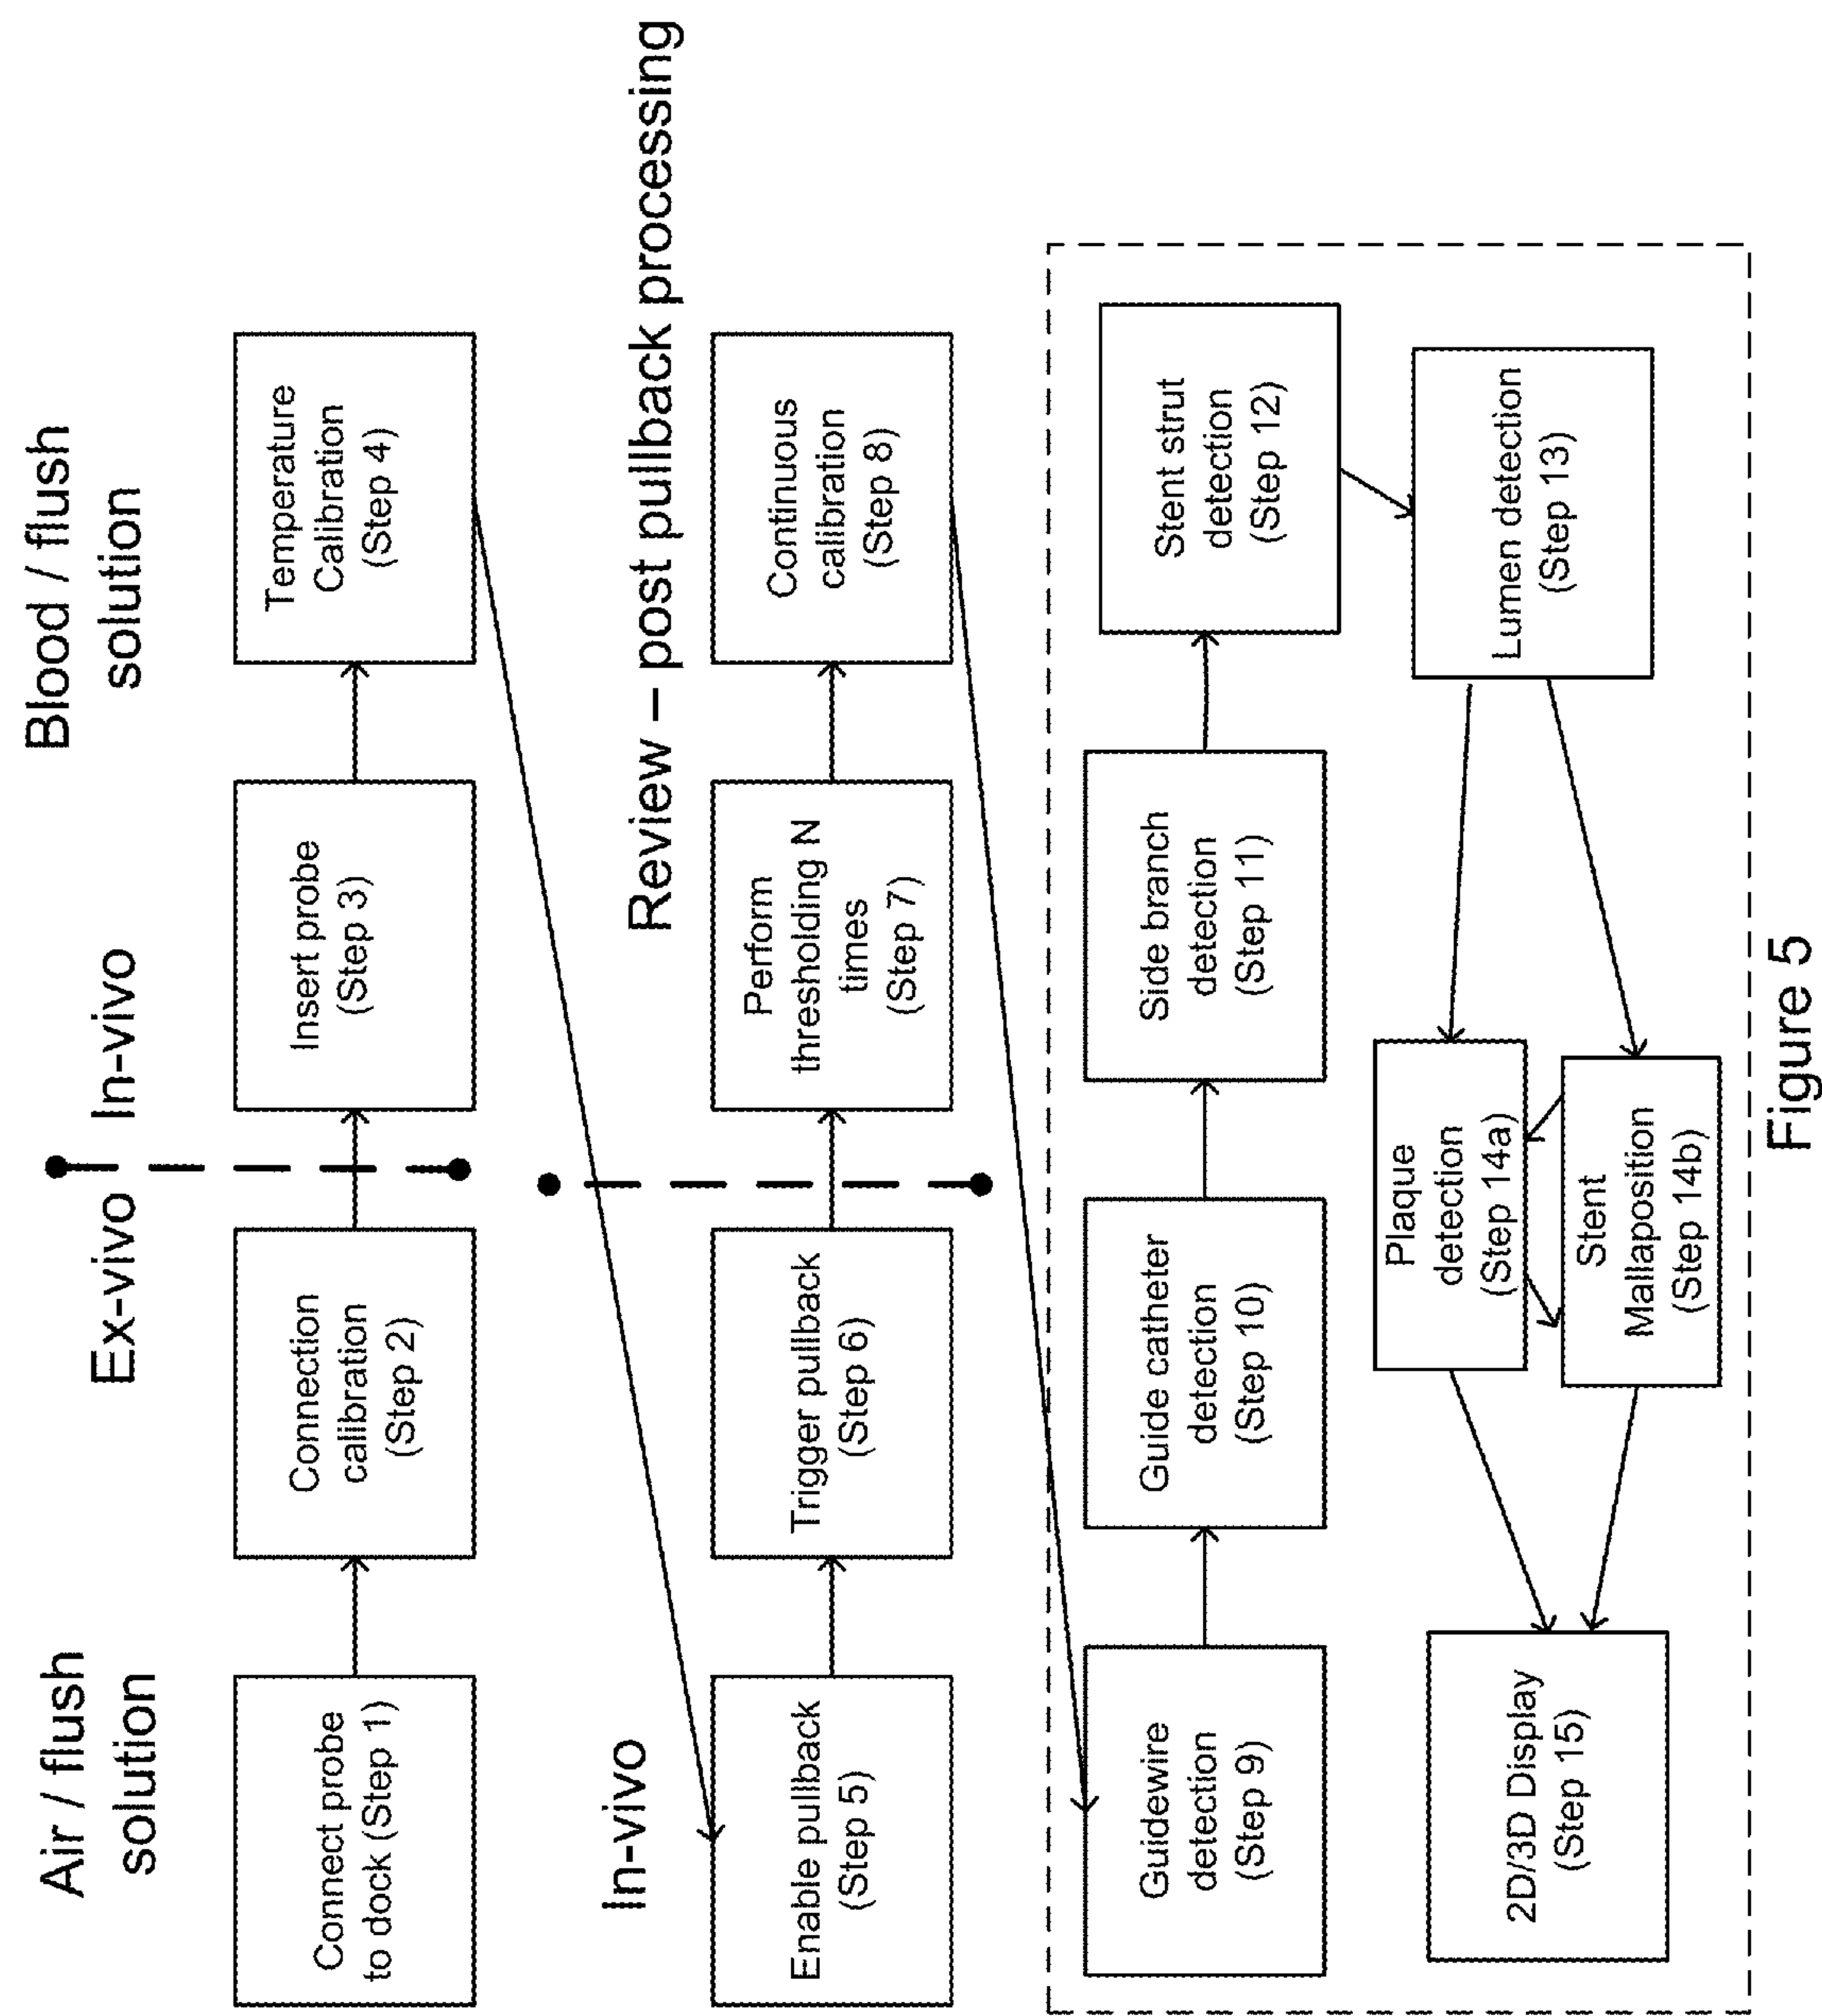 Air / flush
solution
Blood / flush
solution
Ex-vivo
In-vivo
Connect probe
to dock (Step 1)
Connection
calibration
(Step 2)
Insert probe
(Step 3)
Temperature
Calibration
(Step 4)
In-vivo
Review – post pullback processing
Enable pullback
(Step 5)
Trigger pullback
(Step 6)
Perform
thresholding N
times
(Step 7)
Continuous
calibration
(Step 8)
Guidewire
detection
(Step 9)
Guide catheter
detection
(Step 10)
Side branch
detection
(Step 11)
Stent strut
detection
(Step 12)
Lumen detection
(Step 13)
Plaque
detection
(Step 14a)
Stent
Mallaposition
(Step 14b)
2D/3D Display
(Step 15)
Figure 5